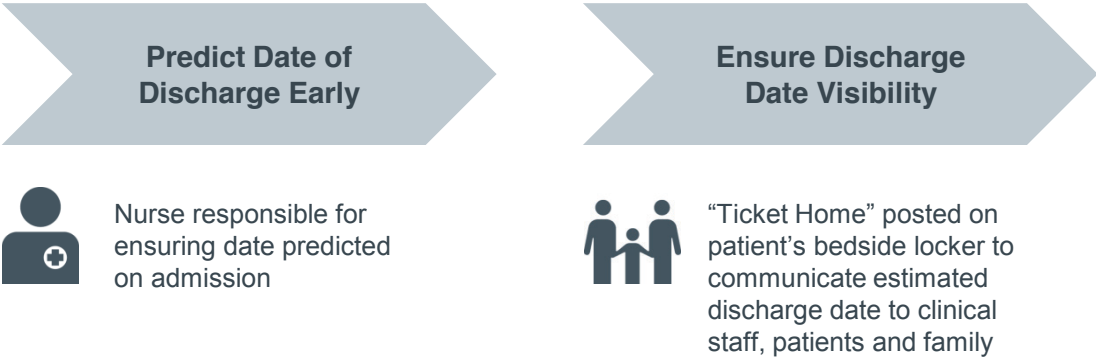 Predict Date of
Discharge Early
Ensure Discharge
Date Visibility
Nurse responsible for
ensuring date predicted
on admission
“Ticket Home” posted on
patient’s bedside locker to
communicate estimated
discharge date to clinical
staff, patients and family